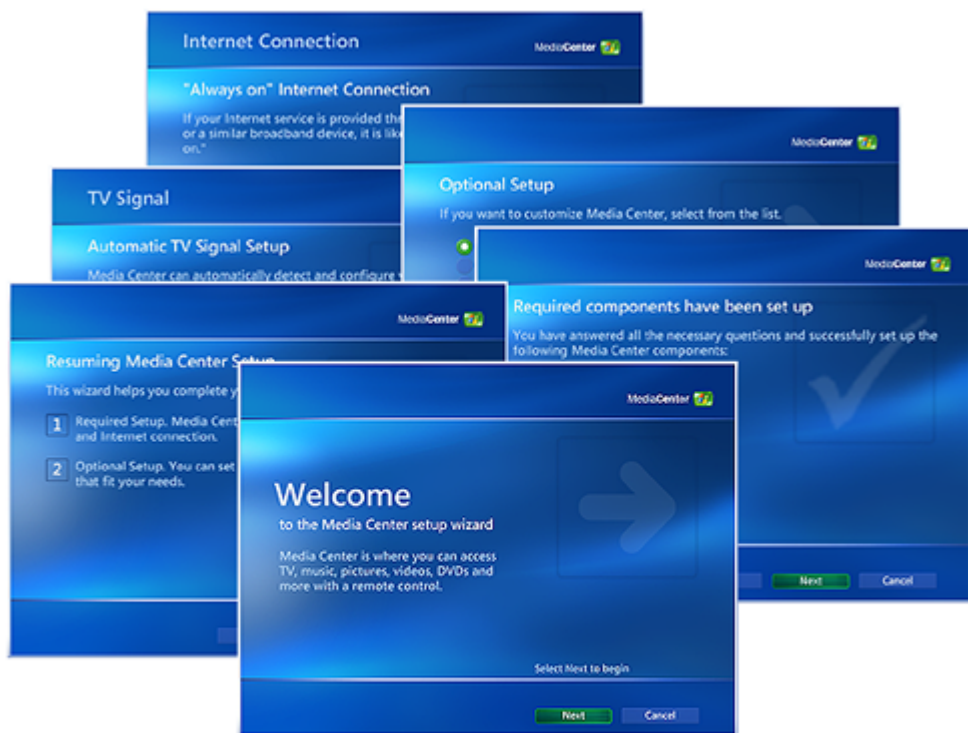 Internet Connection
MediaCenter
"Always on" Internet Connection
If your Internet service is provided
or a similar broadband device, it is
on."
MediaCenter
Optional Setup
If you want to customize Media Center, select from the list.
TV Signal
Automatic TV Signal Setup
Media Center can automatically detect and configure
MediaCenter
Required components have been set up
You have answered all the necessary questions and successfully set up the
following Media Center components:
Next
Cancel
MediaCenter
Resuming Media Center Setup
This wizard helps you complete
1
Required Setup. Media
and Internet connection.
2
Optional Setup. You can set
that fit your needs.
MediaCenter
Welcome
to the Media Center setup wizard
Media Center is where you can access
TV, music, pictures, videos, DVDs and
more with a remote control.
Select Next to begin
Next
Cancel